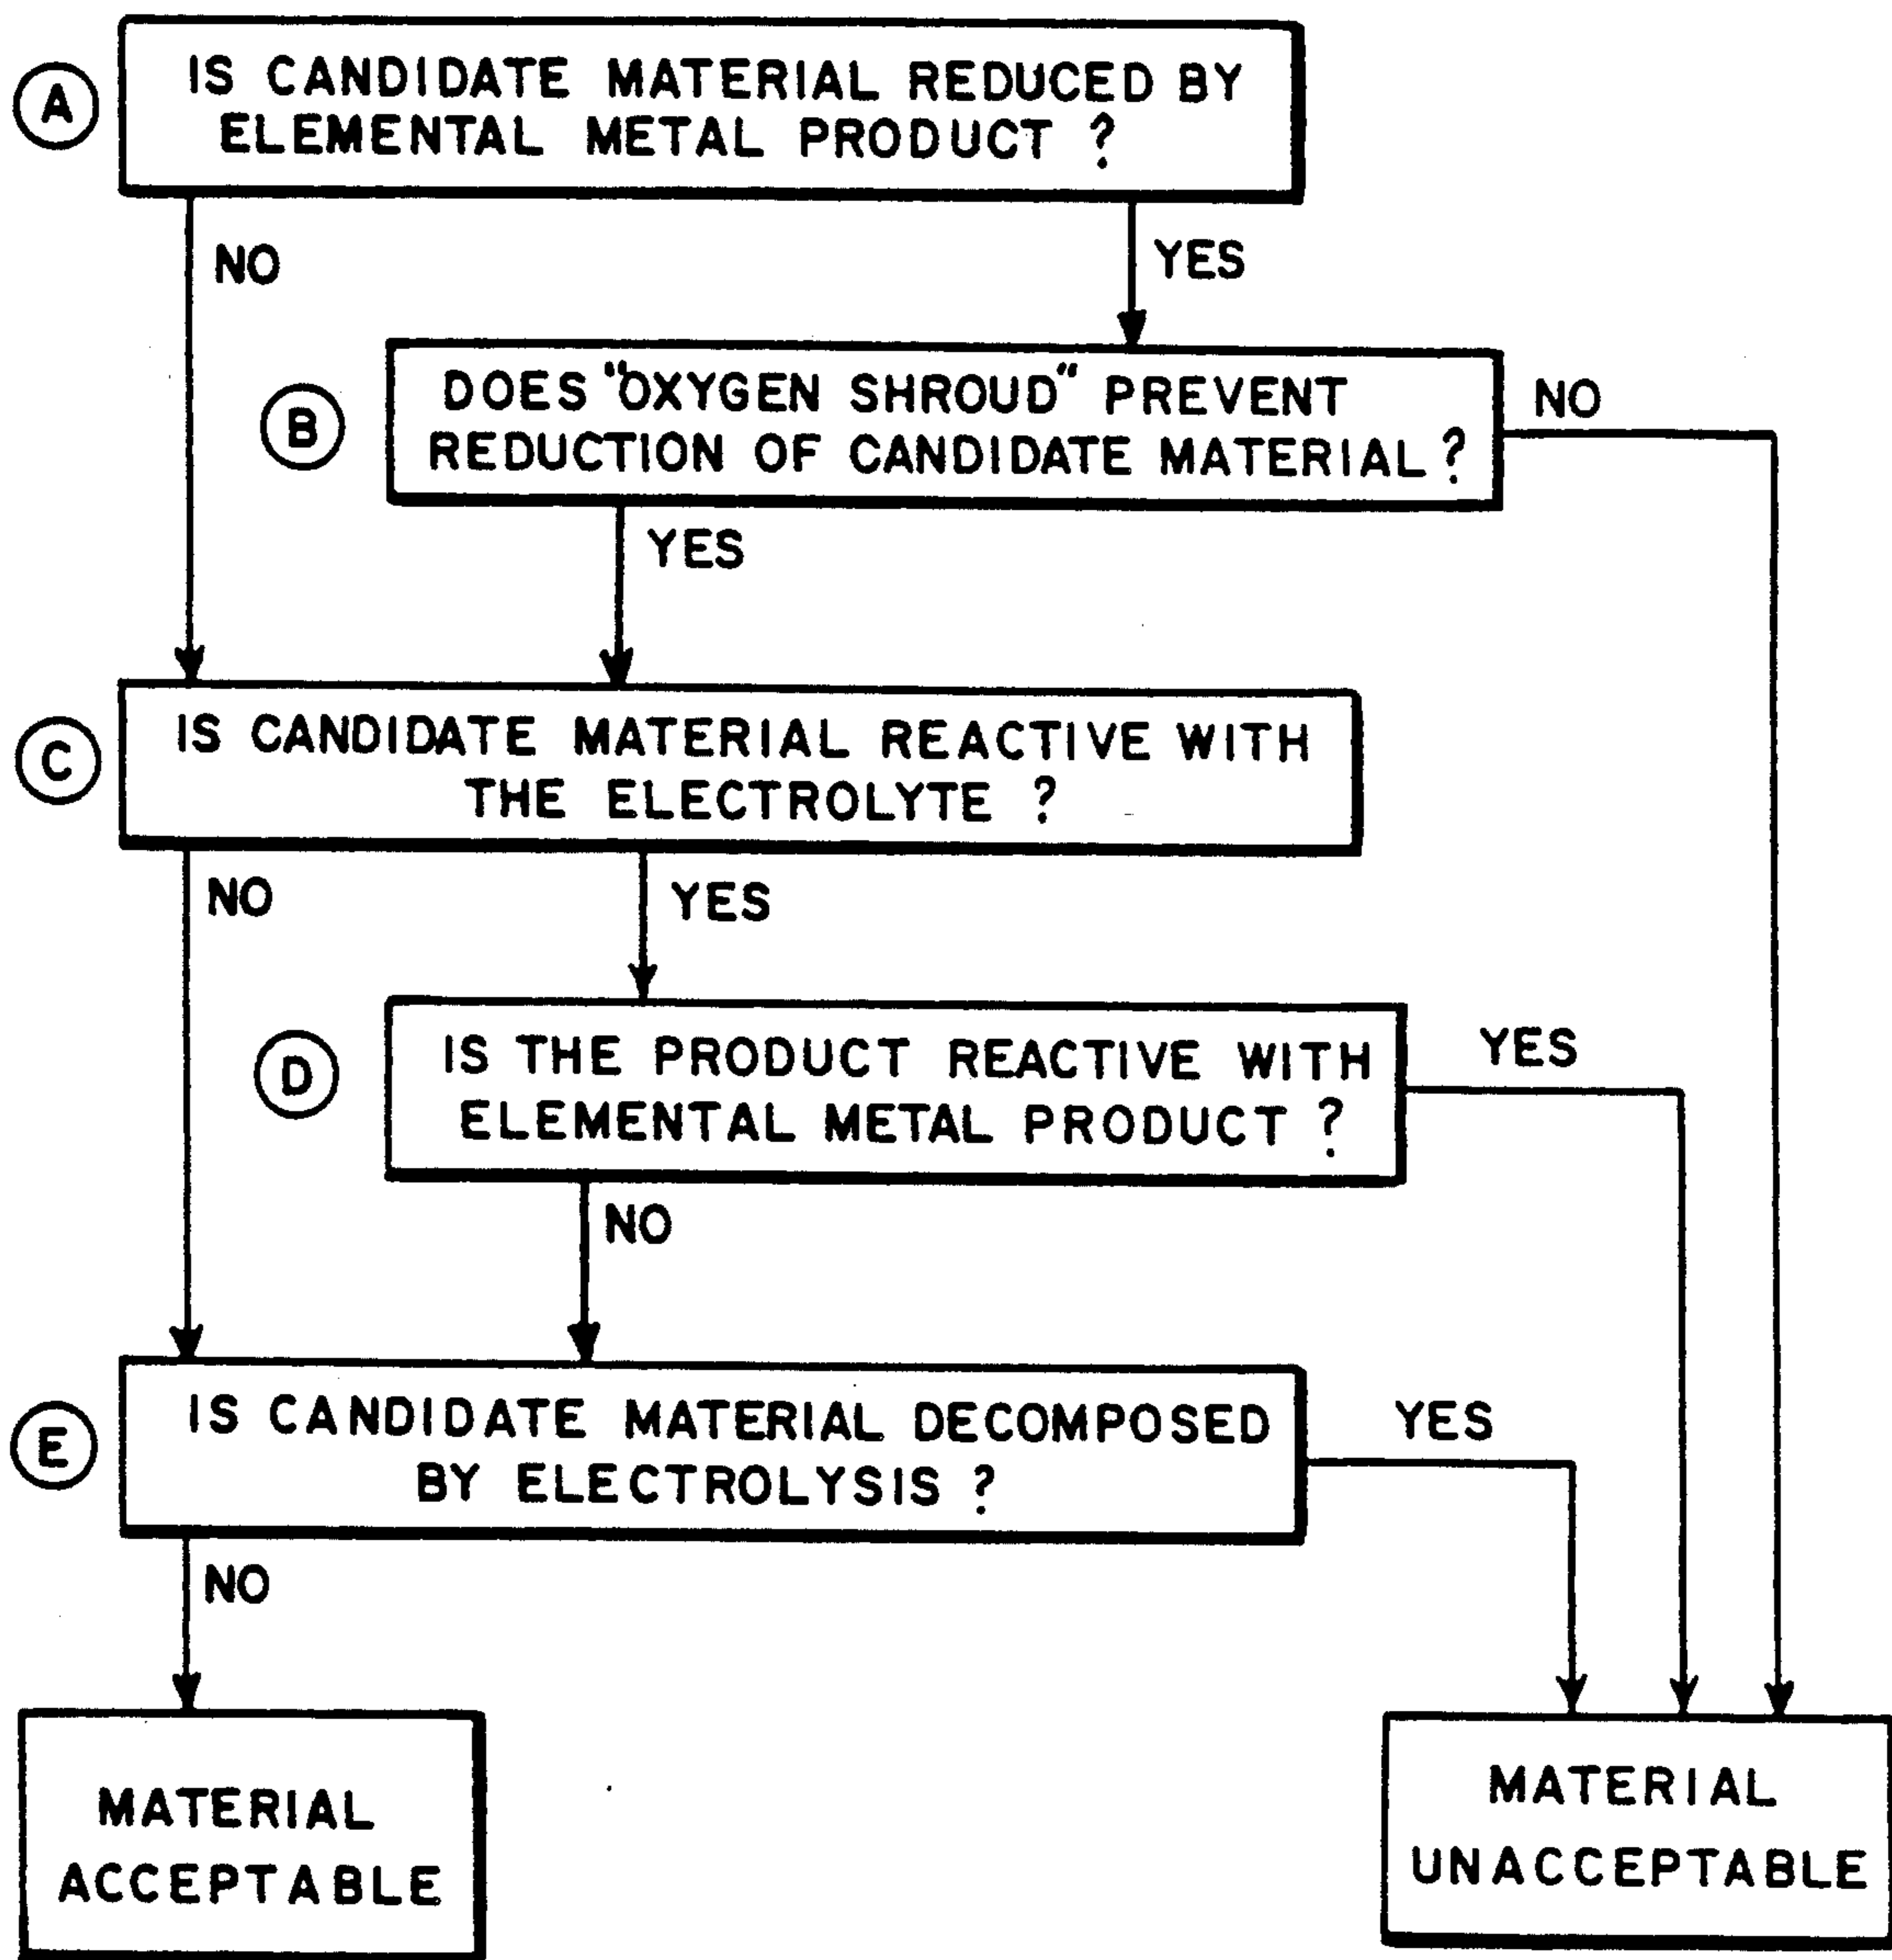 A
IS CANDIDATE MATERIAL REDUCED BY
ELEMENTAL METAL PRODUCT ?
NO
YES
B
DOES "OXYGEN SHROUD" PREVENT
REDUCTION OF CANDIDATE MATERIAL ?
NO
YES
C
IS CANDIDATE MATERIAL REACTIVE WITH
THE ELECTROLYTE ?
NO
YES
D
IS THE PRODUCT REACTIVE WITH
ELEMENTAL METAL PRODUCT ?
YES
NO
E
IS CANDIDATE MATERIAL DECOMPOSED
BY ELECTROLYSIS ?
YES
NO
MATERIAL
ACCEPTABLE
MATERIAL
UNACCEPTABLE